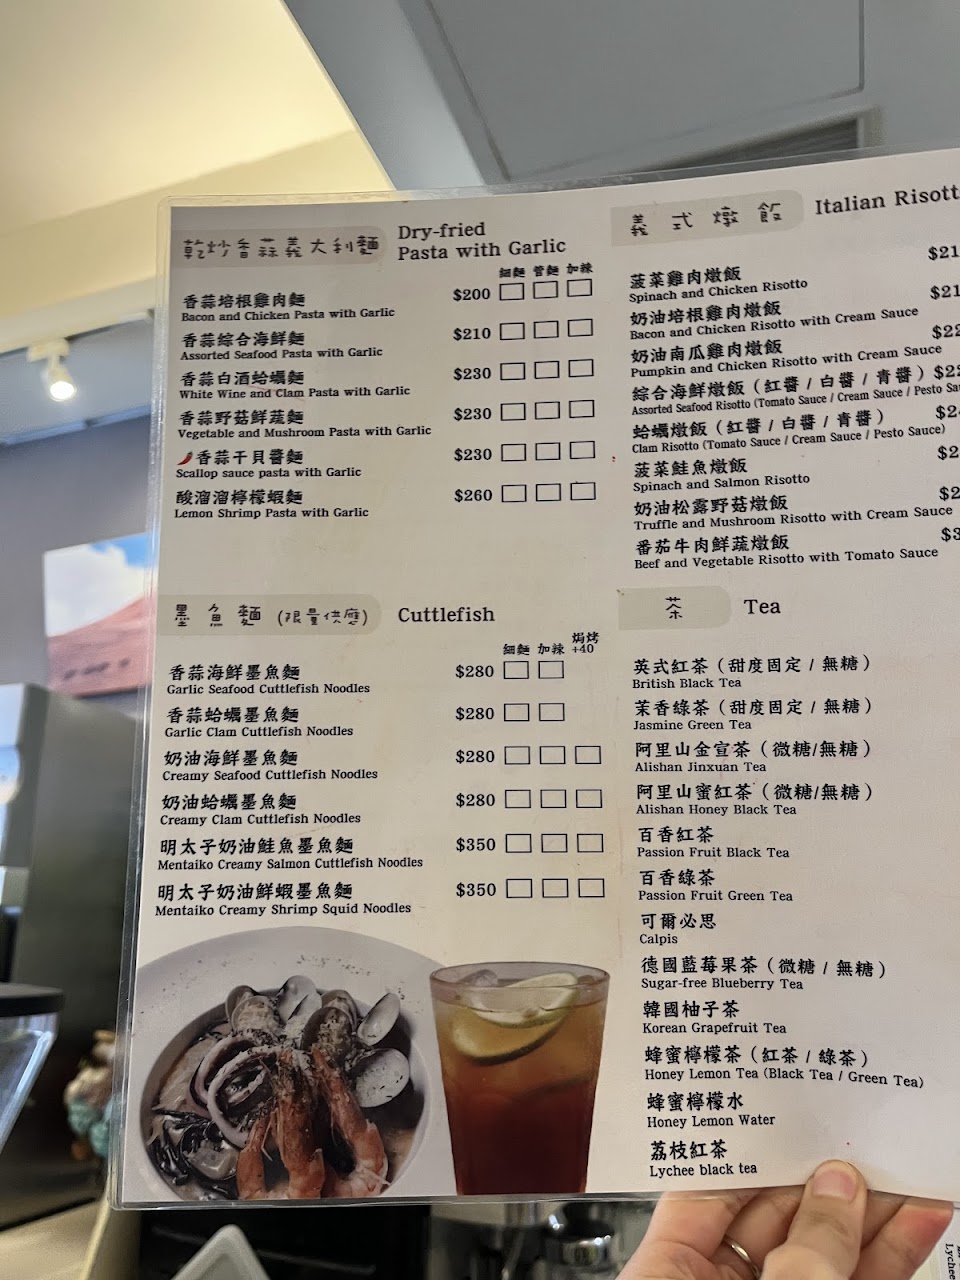 乾炒香蒜義大利麵
Dry-fried
Pasta with Garlic
細麵 管麵 加辣
香蒜培根雞肉麵 $200
Bacon and Chicken Pasta with Garlic
香蒜綜合海鮮麵 $210
Assorted Seafood Pasta with Garlic
香蒜白酒蛤蠣麵 $230
White Wine and Clam Pasta with Garlic
香蒜野菇鮮蔬麵 $230
Vegetable and Mushroom Pasta with Garlic
香蒜干貝醬麵 $230
Scallop sauce pasta with Garlic
酸溜溜檸檬蝦麵 $260
Lemon Shrimp Pasta with Garlic
墨魚麵 (限量供應)
Cuttlefish
細麵 加辣 焗烤
+40
香蒜海鮮墨魚麵 $280
Garlic Seafood Cuttlefish Noodles
香蒜蛤蠣墨魚麵 $280
Garlic Clam Cuttlefish Noodles
奶油海鮮墨魚麵 $280
Creamy Seafood Cuttlefish Noodles
奶油蛤蠣墨魚麵 $280
Creamy Clam Cuttlefish Noodles
明太子奶油鮭魚墨魚麵 $350
Mentaiko Creamy Salmon Cuttlefish Noodles
明太子奶油鮮蝦墨魚麵 $350
Mentaiko Creamy Shrimp Squid Noodles
義式燉飯
Italian Risott
菠菜雞肉燉飯 $21
Spinach and Chicken Risotto
奶油培根雞肉燉飯 $21
Bacon and Chicken Risotto with Cream Sauce
奶油南瓜雞肉燉飯 $22
Pumpkin and Chicken Risotto with Cream Sauce
綜合海鮮燉飯（紅醬 / 白醬 / 青醬）
Assorted Seafood Risotto (Tomato Sauce / Cream Sauce / Pesto
蛤蠣燉飯（紅醬 / 白醬 / 青醬）
Clam Risotto (Tomato Sauce / Cream Sauce / Pesto Sauce)
菠菜鮭魚燉飯
Spinach and Salmon Risotto
奶油松露野菇燉飯
Truffle and Mushroom Risotto with Cream Sauce
番茄牛肉鮮蔬燉飯
Beef and Vegetable Risotto with Tomato Sauce
茶
Tea
英式紅茶（甜度固定 / 無糖）
British Black Tea
茉香綠茶（甜度固定 / 無糖）
Jasmine Green Tea
阿里山金宣茶（微糖/無糖）
Alishan Jinxuan Tea
阿里山蜜紅茶（微糖/無糖）
Alishan Honey Black Tea
百香紅茶
Passion Fruit Black Tea
百香綠茶
Passion Fruit Green Tea
可爾必思
Calpis
德國藍莓果茶（微糖 / 無糖）
Sugar-free Blueberry Tea
韓國柚子茶
Korean Grapefruit Tea
蜂蜜檸檬茶（紅茶 / 綠茶）
Honey Lemon Tea (Black Tea / Green Tea)
蜂蜜檸檬水
Honey Lemon Water
荔枝紅茶
Lychee black tea